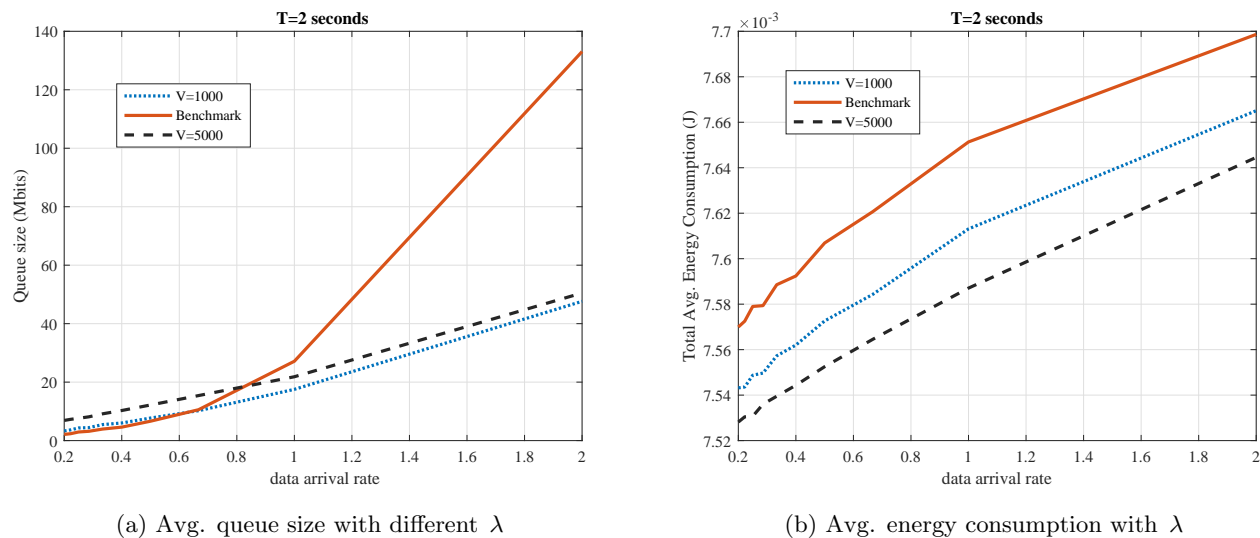 T=2 seconds
140
120
100
80
60
40
20
0
Queue size (Mbits)
V=1000
Benchmark
V=5000
0.2 0.4 0.6 0.8 1 1.2 1.4 1.6 1.8 2
data arrival rate
(a) Avg. queue size with different λ
T=2 seconds
×10⁻³
7.7
7.68
7.66
7.64
7.62
7.6
7.58
7.56
7.54
7.52
Total Avg. Energy Consumption (J)
V=1000
Benchmark
V=5000
0.2 0.4 0.6 0.8 1 1.2 1.4 1.6 1.8 2
data arrival rate
(b) Avg. energy consumption with λ